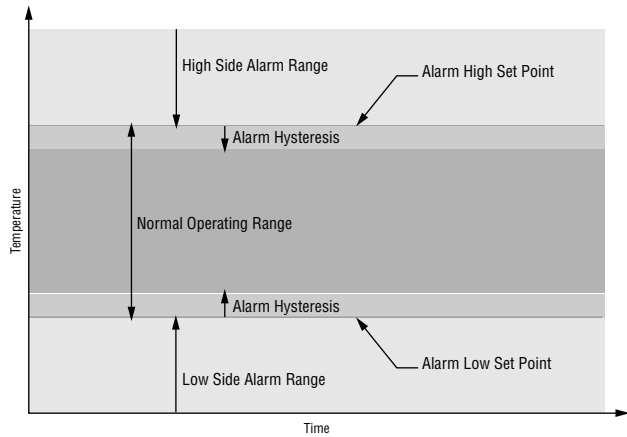 High Side Alarm Range
Alarm High Set Point
Alarm Hysteresis
Temperature
Normal Operating Range
Alarm Hysteresis
Alarm Low Set Point
Low Side Alarm Range
Time